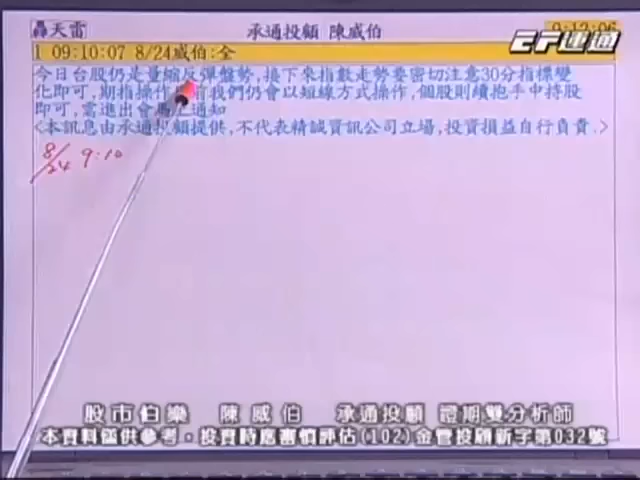 轟天雷 承通投顧 陳威伯 9:12:06
EF 建通
1 09:10:07 8/24威伯:全
今日台股仍是量縮反彈盤勢,接下來指數走勢要密切注意30分指標變
化即可,期指操作 有我們仍會以短線方式操作,個股則續抱手中持股
即可,需進出會馬上通知
<本訊息由承通投顧提供,不代表精誠資訊公司立場,投資損益自行負責.>
8/24 9:10
股市伯樂 陳威伯 承通投顧 證期雙分析師
本資料僅供參考,投資時應審慎評估(102)金管投顧新字第032號